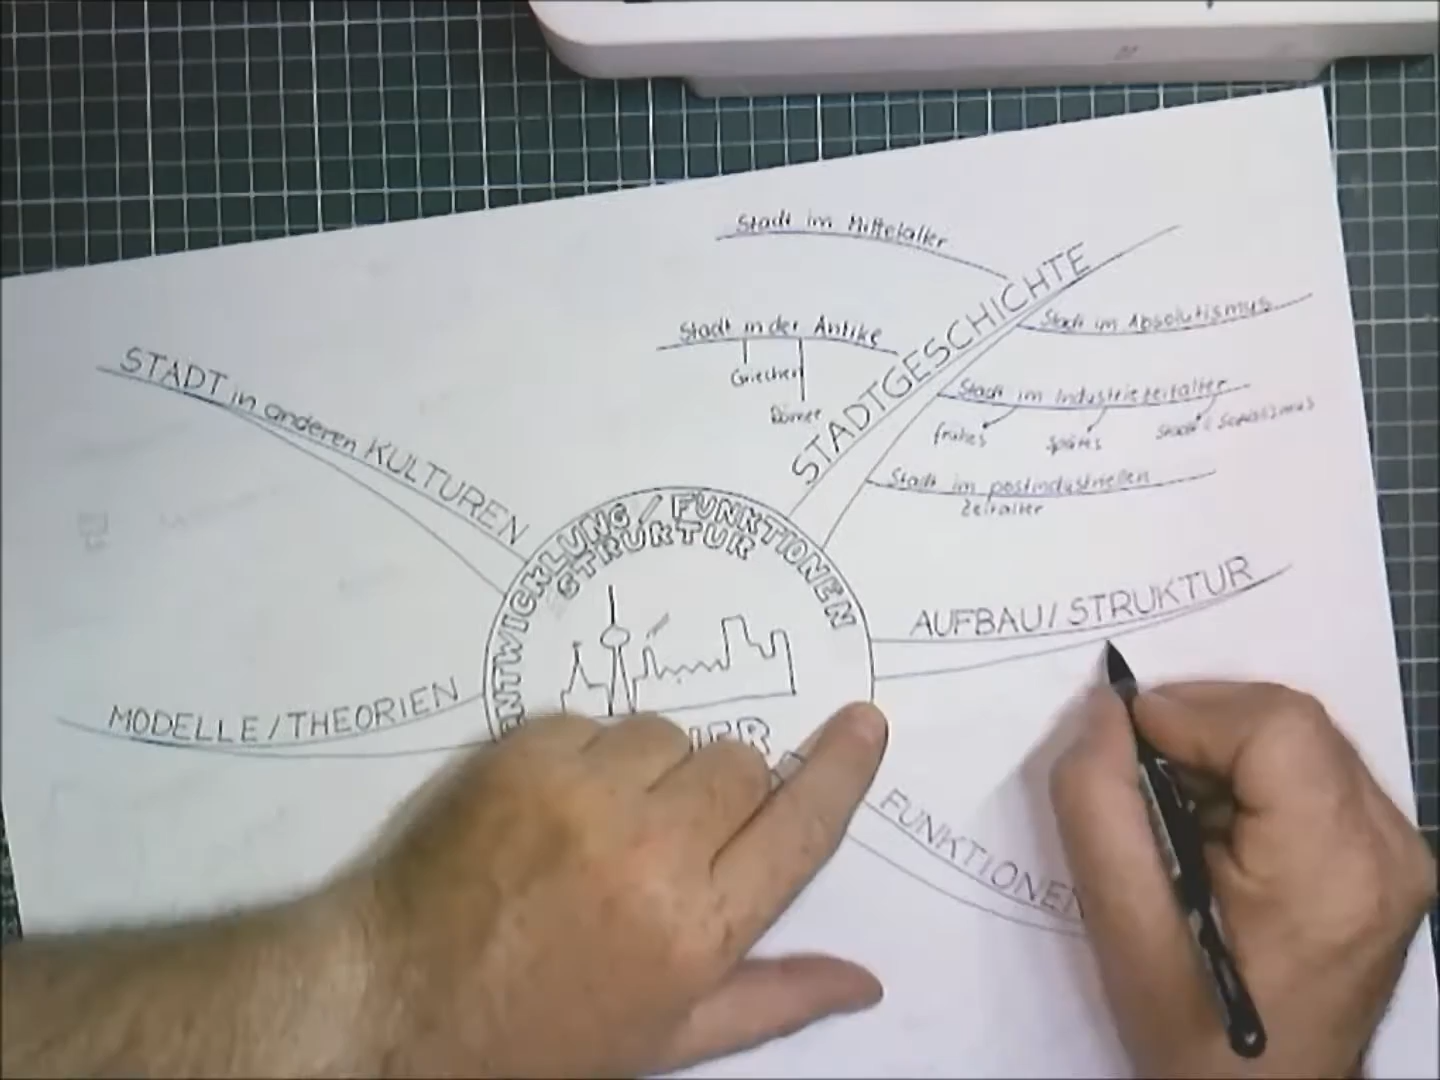 Stadt im Mittelalter
STADTGESCHICHTE
Stadt im Absolutismus
Stadt in der Antike
Griechen
Römer
Stadt im Industriezeitalter
frühes
spätes
Stadt im postindustriellen
Zeitalter
STADT in anderen KULTUREN
ENTWICKLUNG / FUNKTIONEN
STRUKTUR
AUFBAU / STRUKTUR
MODELLE / THEORIEN
FUNKTIONEN